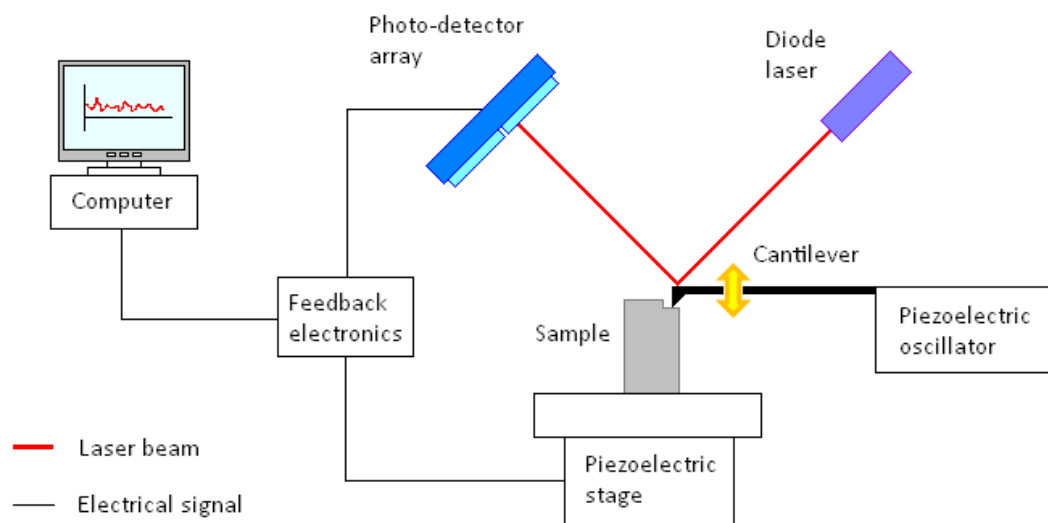 Photo-detector
array
Diode
laser
Computer
Cantilever
Feedback
electronics
Sample
Piezoelectric
oscillator
Laser beam
Piezoelectric
stage
Electrical signal